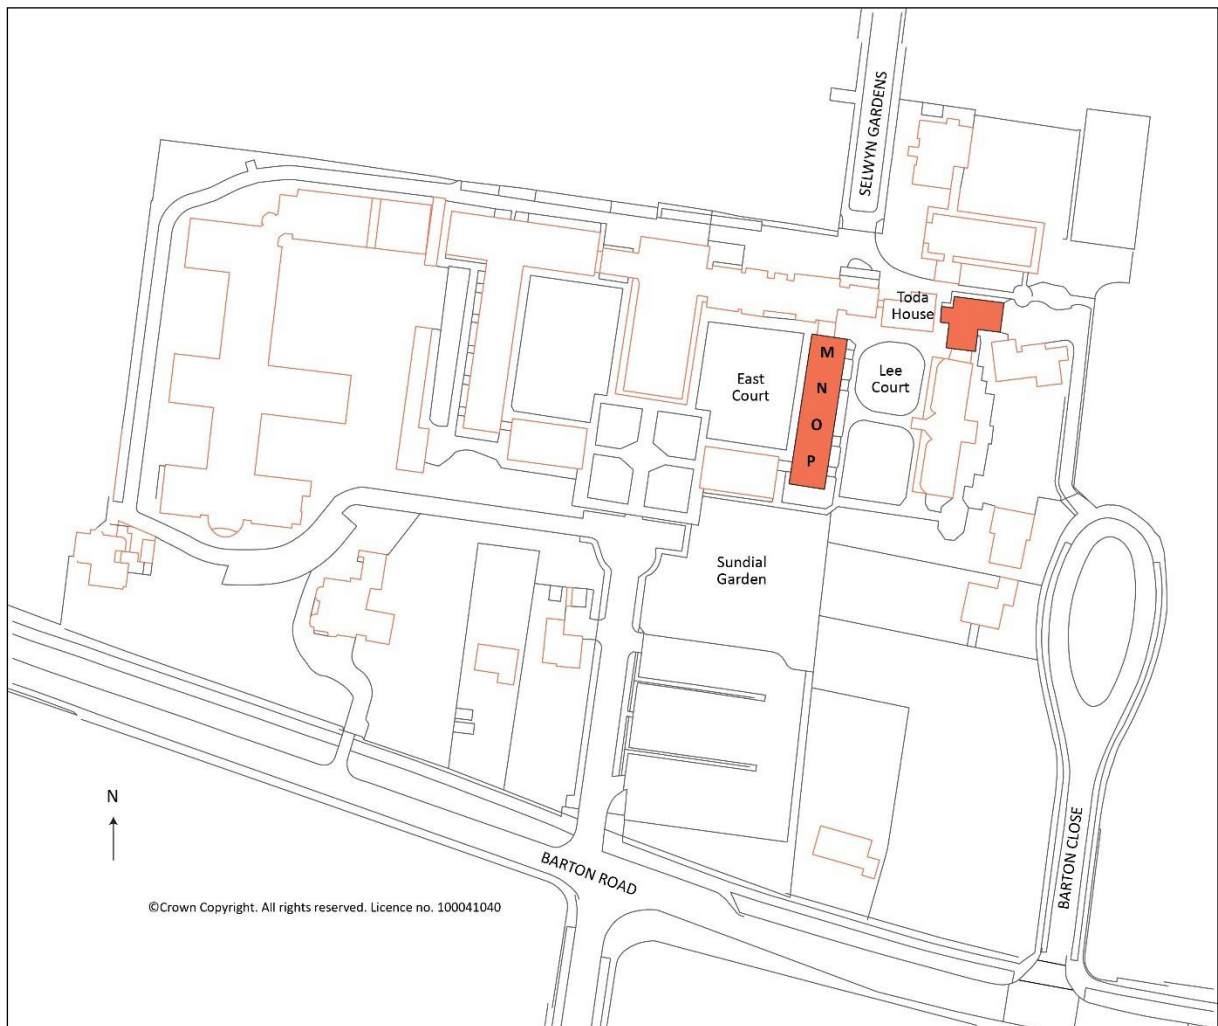 SELWYN GARDENS
Toda
House
M
N
O
P
East
Court
Lee
Court
Sundial
Garden
N
BARTON ROAD
BARTON CLOSE
©Crown Copyright. All rights reserved. Licence no. 100041040